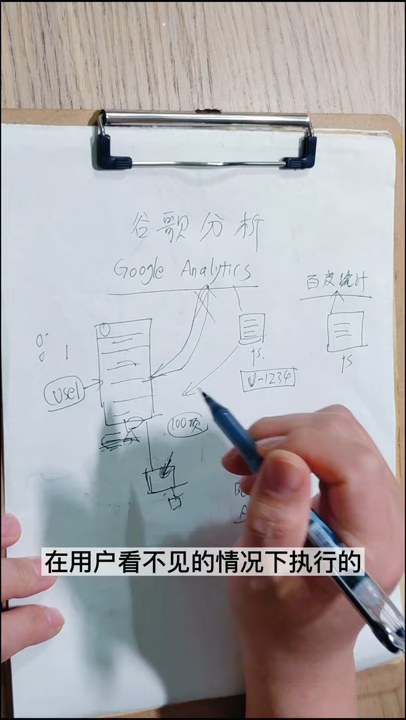 谷歌分析
Google Analytics
百度统计
js
js
U-1234
user
100项
在用户看不见的情况下执行的